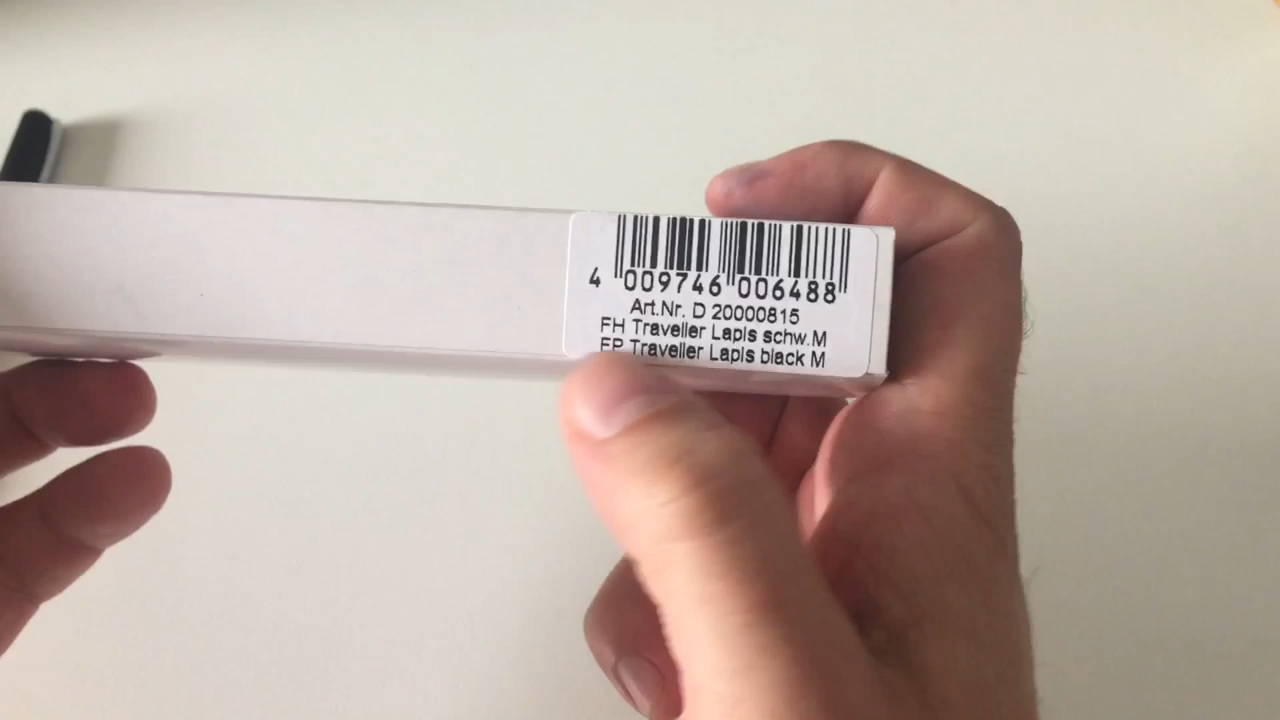 4 009746 006488
Art.Nr. D 20000815
FH Traveller Lapis schw.M
FP Traveller Lapis black M